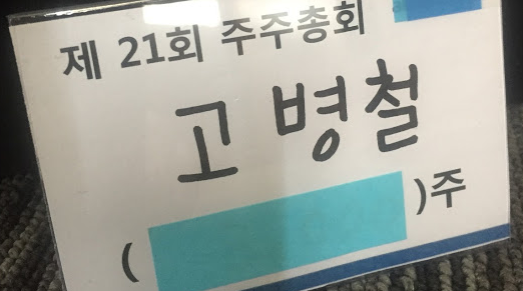 제 21회 주주총회
고병철
( )주